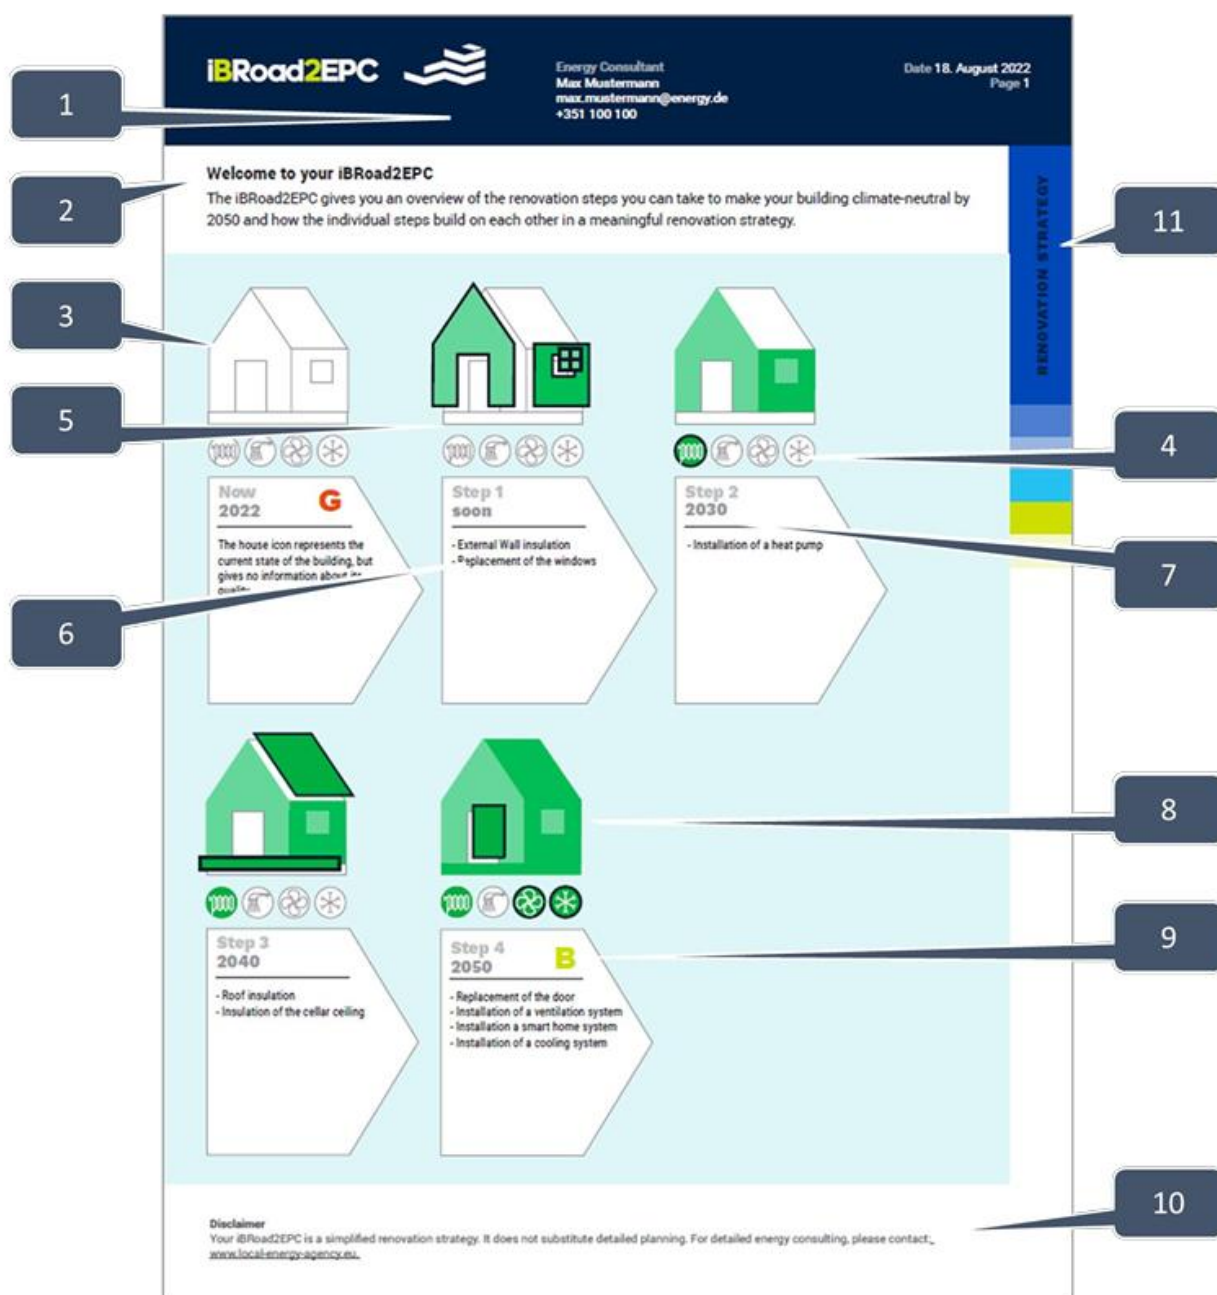 iBRoad2EPC
Energy Consultant
Max Mustermann
max.mustermann@energy.de
+351 100 100
Date 18. August 2022
Page 1
1
Welcome to your iBRoad2EPC
The iBRoad2EPC gives you an overview of the renovation steps you can take to make your building climate-neutral by
2050 and how the individual steps build on each other in a meaningful renovation strategy.
2
RENOVATION STRATEGY
11
3
5
4
Now
2022
G
The house icon represents the
current state of the building, but
gives no information about its
quality
Step 1
soon
- External Wall insulation
- Replacement of the windows
Step 2
2030
- Installation of a heat pump
7
6
8
Step 3
2040
- Roof insulation
- Insulation of the cellar ceiling
Step 4
2050
B
- Replacement of the door
- Installation of a ventilation system
- Installation a smart home system
- Installation of a cooling system
9
10
Disclaimer
Your iBRoad2EPC is a simplified renovation strategy. It does not substitute detailed planning. For detailed energy consulting, please contact:
www.local-energy-agency.eu.